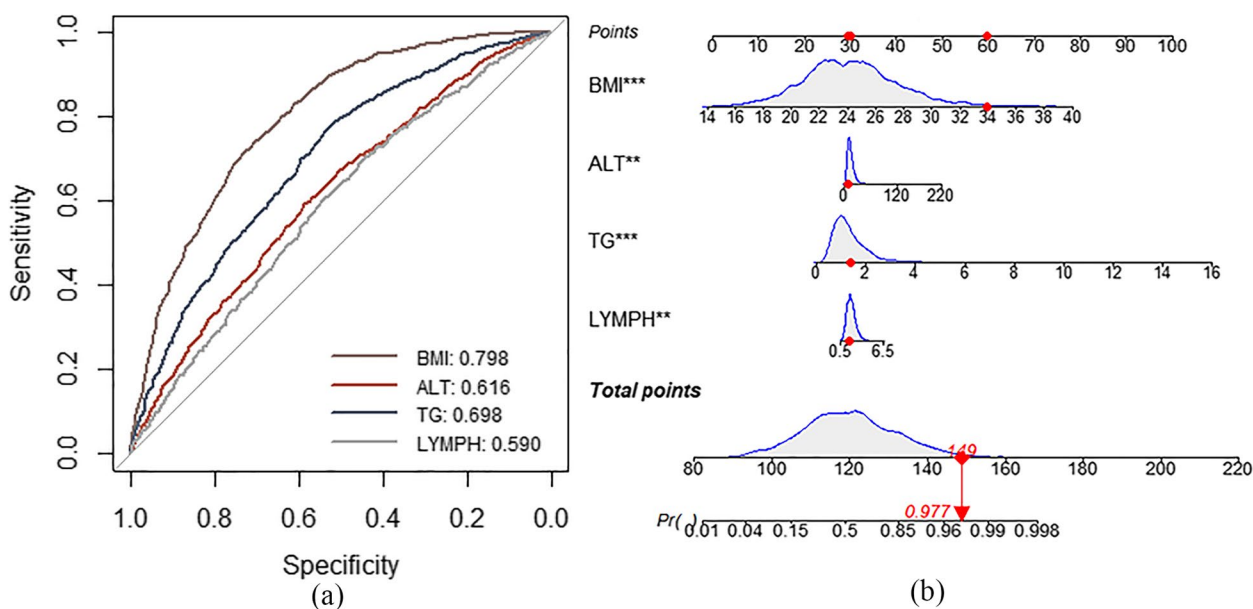 Sensitivity
1.0
0.8
0.6
0.4
0.2
0.0
BMI: 0.798
ALT: 0.616
TG: 0.698
LYMPH: 0.590
1.0 0.8 0.6 0.4 0.2 0.0
Specificity
(a)
Points
0 10 20 30 40 50 60 70 80 90 100
BMI***
14 16 18 20 22 24 26 28 30 32 34 36 38 40
ALT**
0 120 220
TG***
0 2 4 6 8 10 12 14 16
LYMPH**
0.5 6.5
Total points
149
80 100 120 140 160 180 200 220
0.977
Pr( )
0.01 0.04 0.15 0.5 0.85 0.96 0.99 0.998
(b)